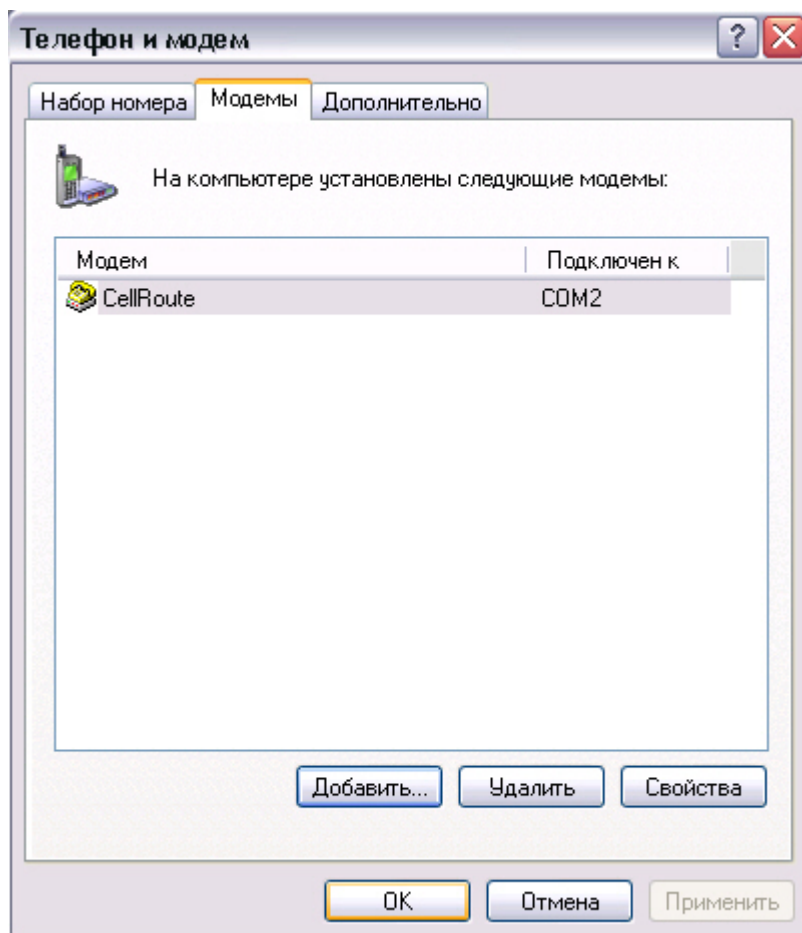 Телефон и модем
Набор номера Модемы Дополнительно
На компьютере установлены следующие модемы:
Модем Подключен к
CellRoute COM2
Добавить... Удалить Свойства
OK Отмена Применить